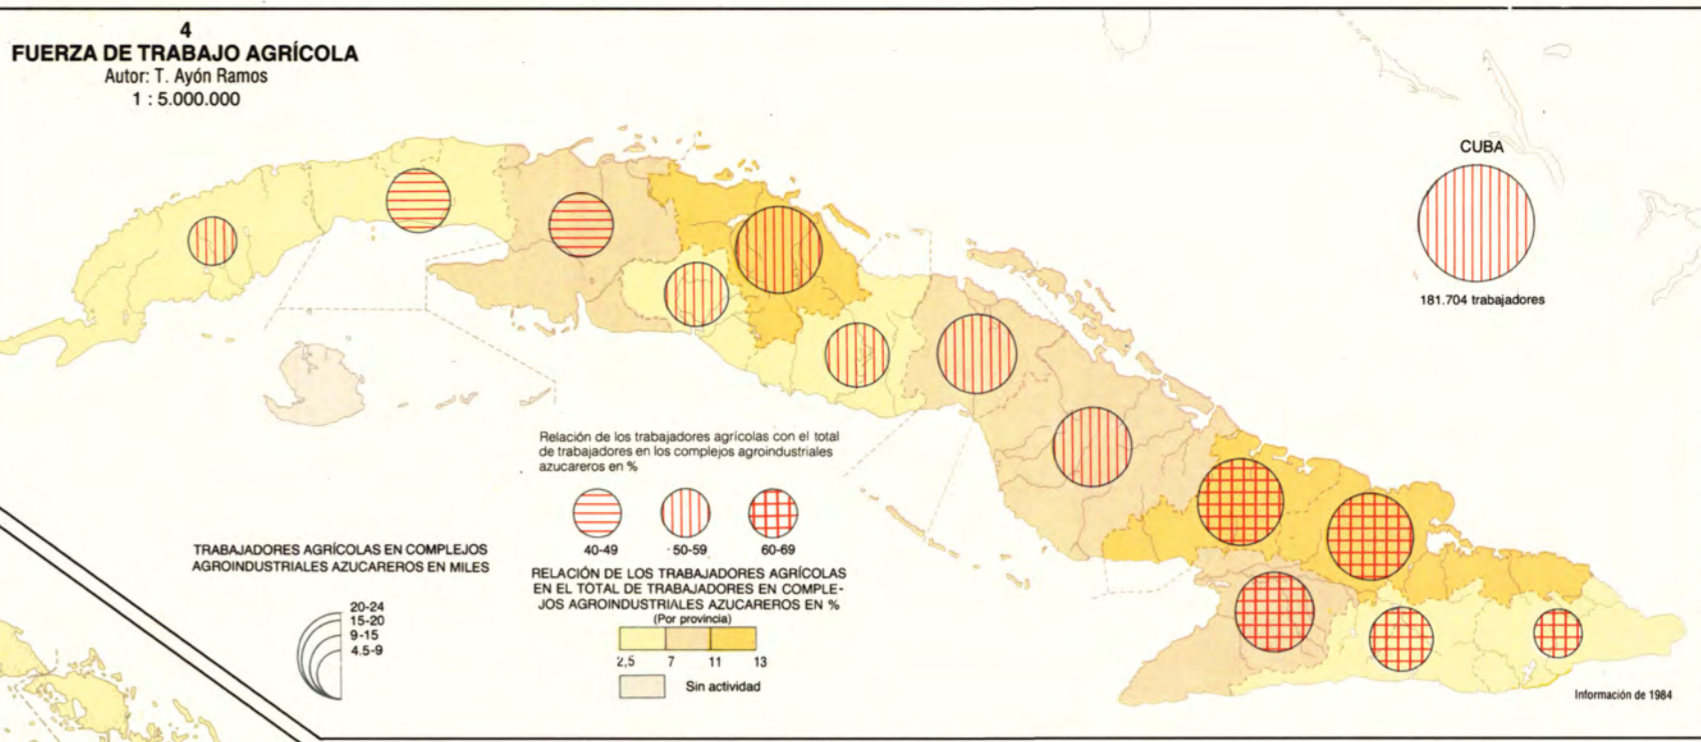 4
FUERZA DE TRABAJO AGRÍCOLA
Autor: T. Ayón Ramos
1 : 5.000.000
CUBA
181.704 trabajadores
Relación de los trabajadores agrícolas con el total
de trabajadores en los complejos agroindustriales
azucareros en %
40-49
50-59
60-69
TRABAJADORES AGRÍCOLAS EN COMPLEJOS
AGROINDUSTRIALES AZUCAREROS EN MILES
20-24
15-20
9-15
4.5-9
RELACIÓN DE LOS TRABAJADORES AGRÍCOLAS
EN EL TOTAL DE TRABAJADORES EN COMPLE-
JOS AGROINDUSTRIALES AZUCAREROS EN %
(Por provincia)
2,5 7 11 13
Sin actividad
Información de 1984